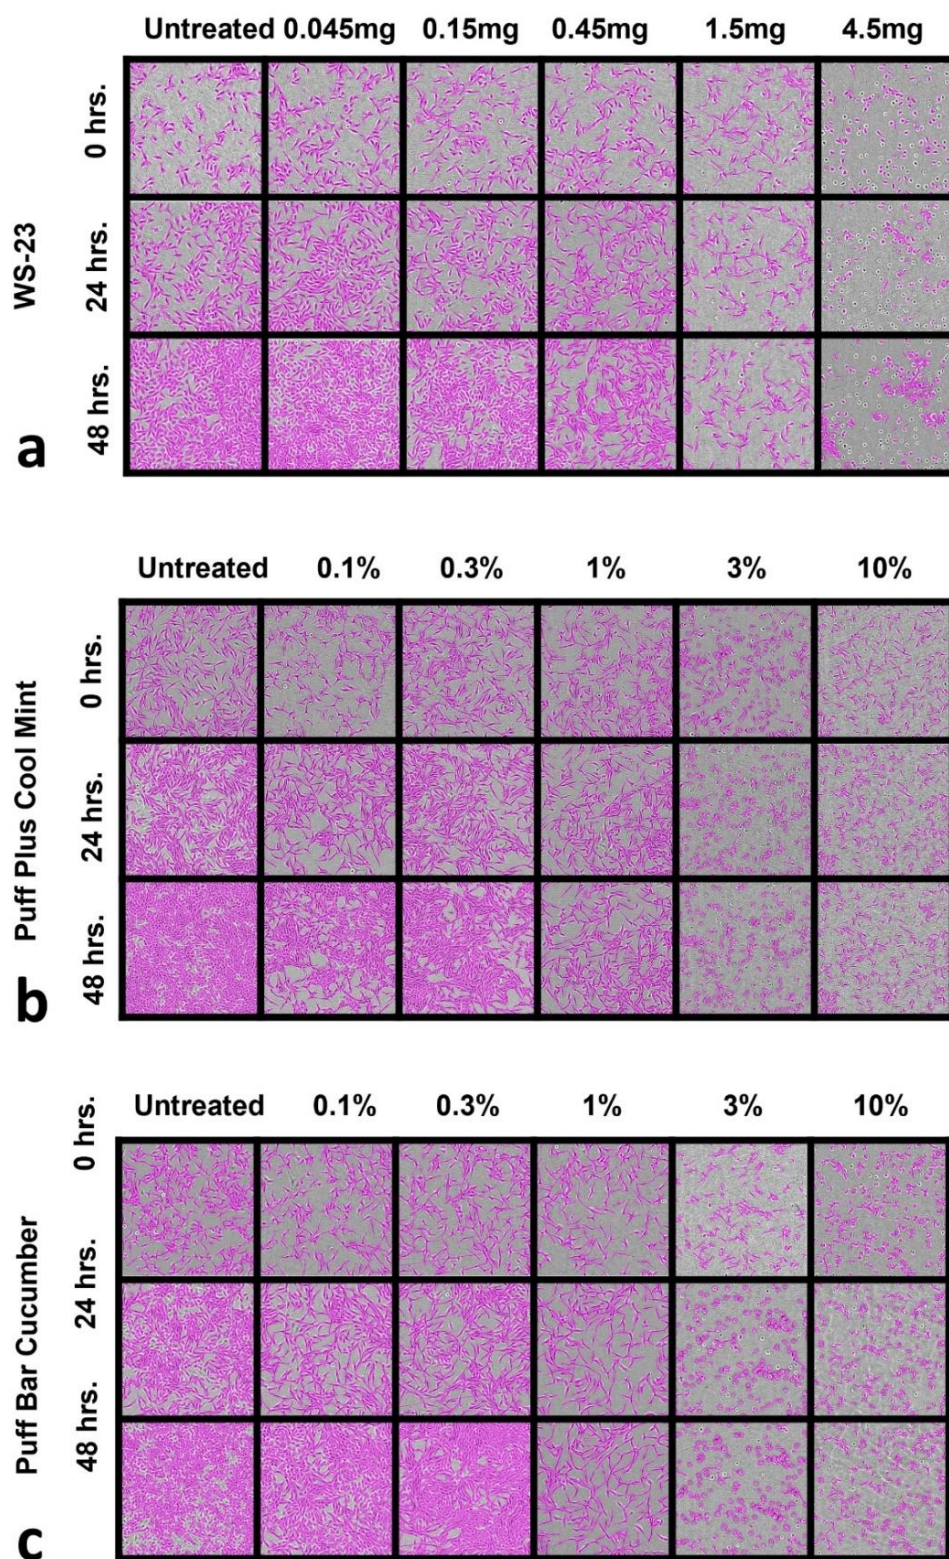 Untreated 0.045mg 0.15mg 0.45mg 1.5mg 4.5mg
WS-23
0 hrs.
24 hrs.
48 hrs.
a
Untreated 0.1% 0.3% 1% 3% 10%
Puff Plus Cool Mint
0 hrs.
24 hrs.
48 hrs.
b
Untreated 0.1% 0.3% 1% 3% 10%
Puff Bar Cucumber
0 hrs.
24 hrs.
48 hrs.
c